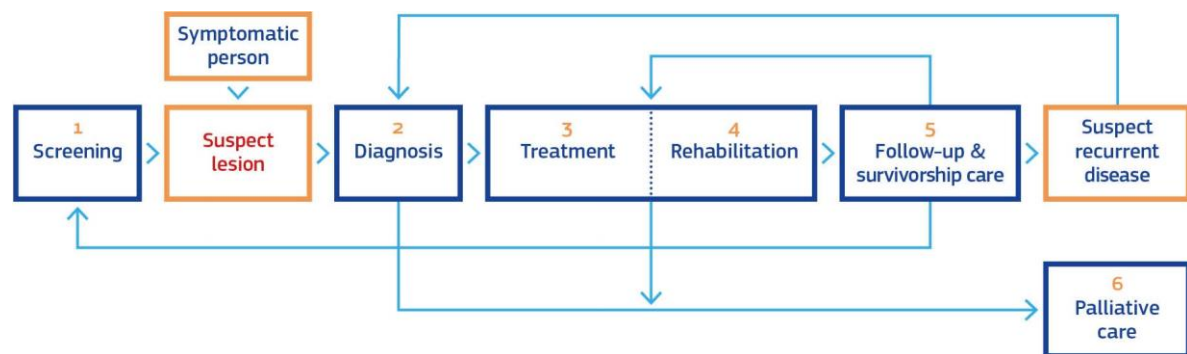 Symptomatic
person
1
Screening
Suspect
lesion
2
Diagnosis
3
Treatment
4
Rehabilitation
5
Follow-up &
survivorship care
Suspect
recurrent
disease
6
Palliative
care